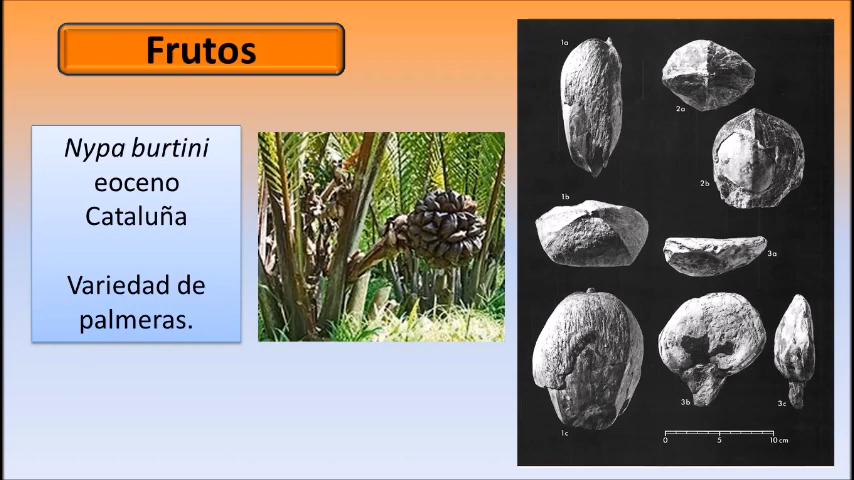 Frutos
Nypa burtini
eoceno
Cataluña
Variedad de
palmeras.
1a
2a
2b
1b
3a
3b
3c
1c
0 5 10 cm